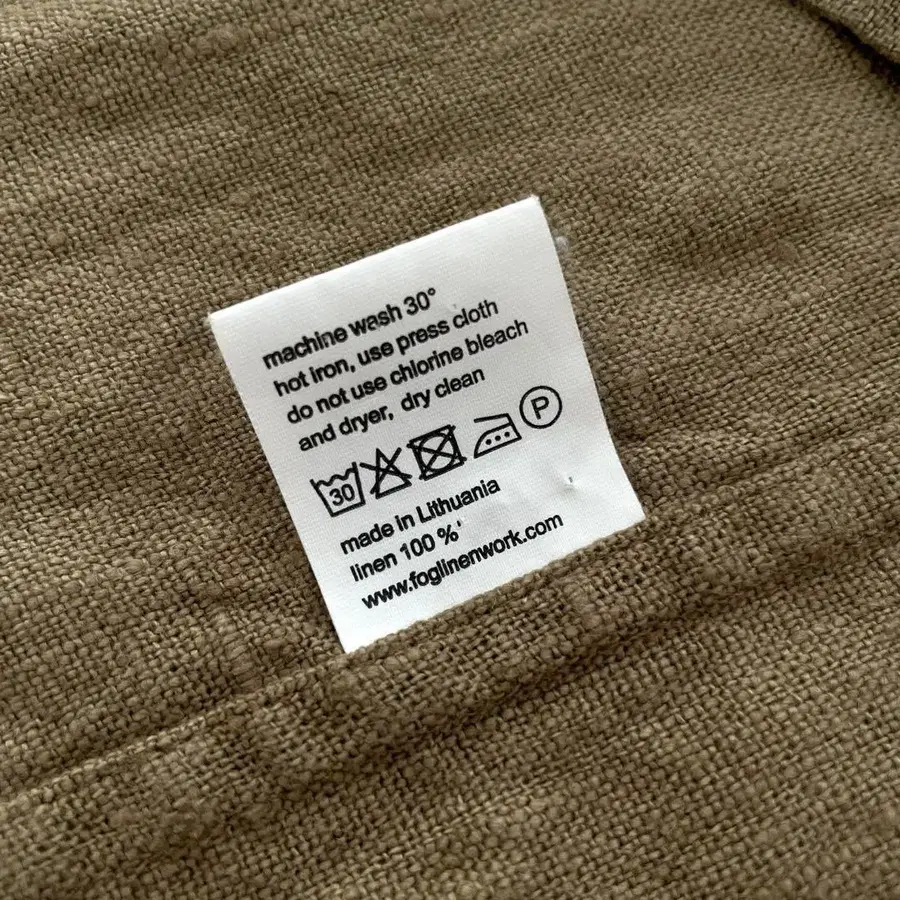 machine wash 30°
hot iron, use press cloth
do not use chlorine bleach
and dryer, dry clean
30 P
made in Lithuania
linen 100 %
www.foglinenwork.com